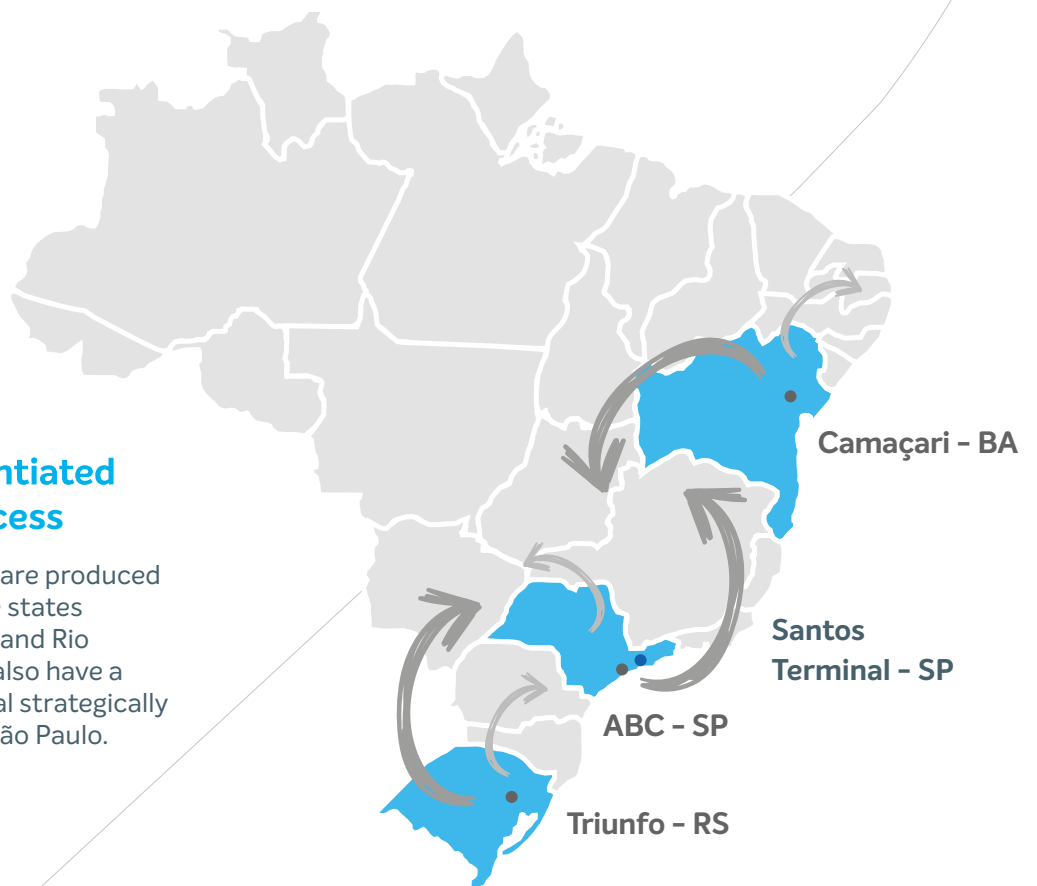 ntiated
cess
are produced
states
and Rio
also have a
al strategically
ão Paulo.
Camaçari - BA
Santos
Terminal - SP
ABC - SP
Triunfo - RS